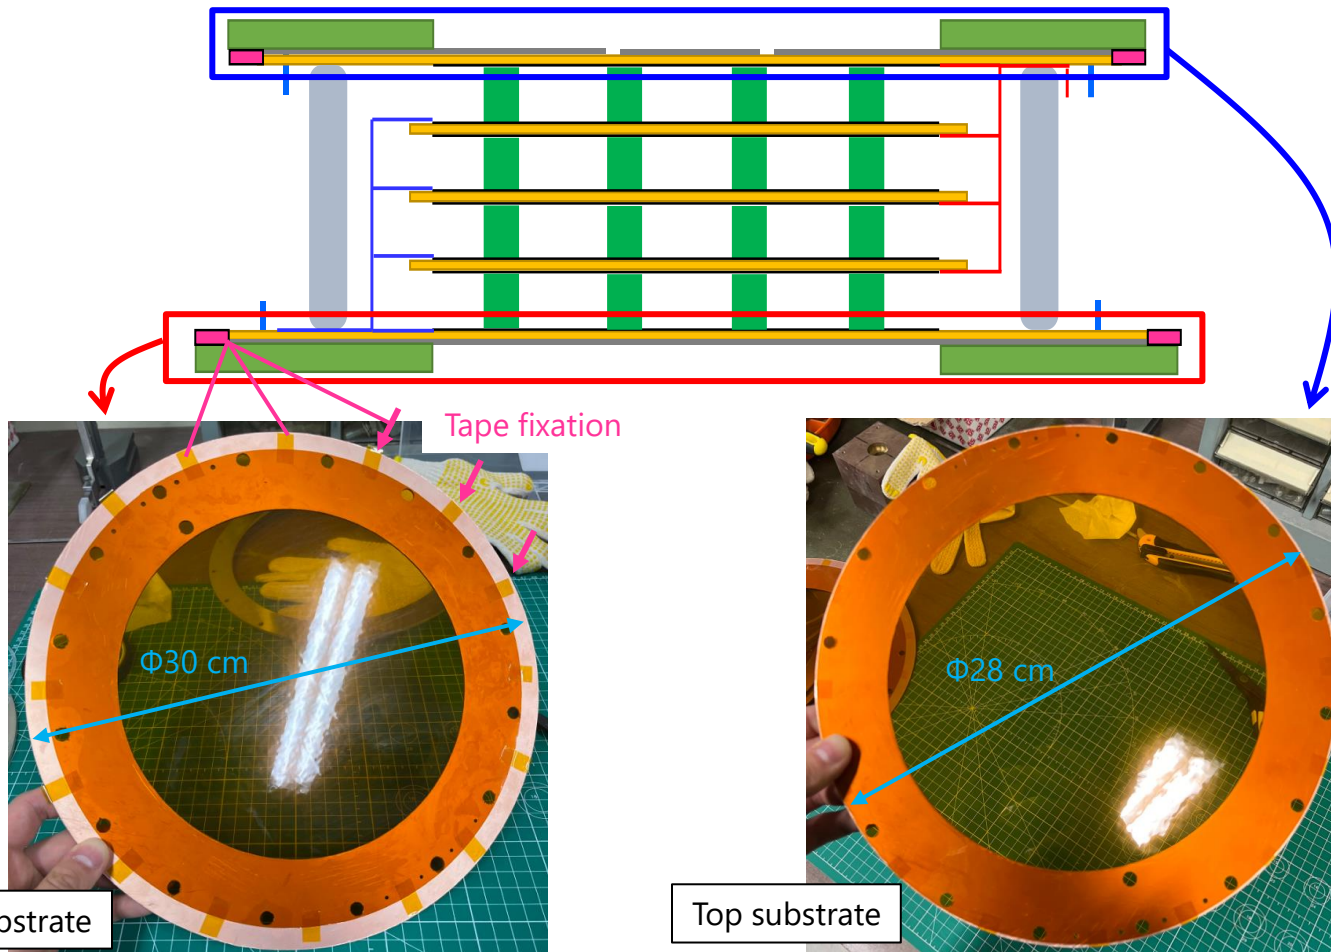 Tape fixation
Φ30 cm
Φ28 cm
bstrate
Top substrate